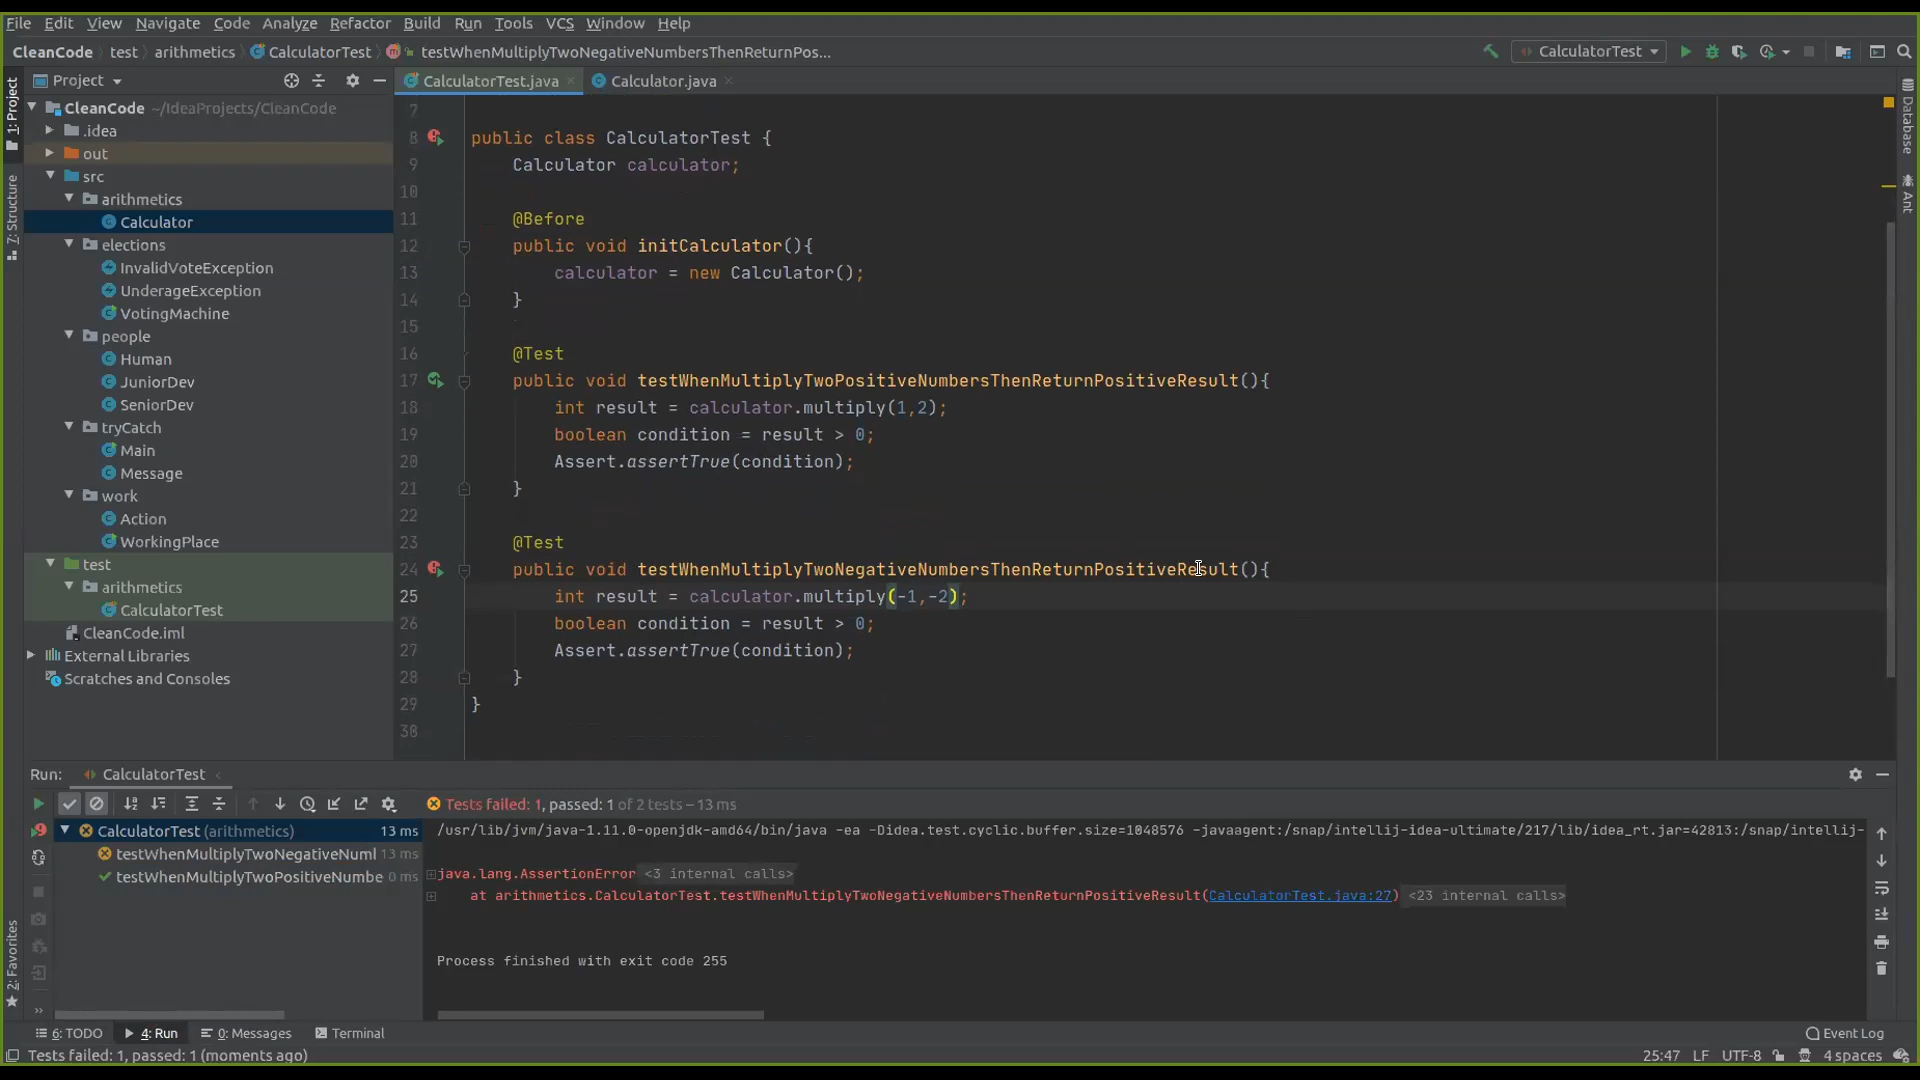 File Edit View Navigate Code Analyze Refactor Build Run Tools VCS Window Help
CleanCode test arithmetics CalculatorTest testWhenMultiplyTwoNegativeNumbersThenReturnPos... CalculatorTest
Project
CalculatorTest.java
Calculator.java
1: Project
7: Structure
2: Favorites
Database
Ant
CleanCode ~/IdeaProjects/CleanCode
.idea
out
src
arithmetics
Calculator
elections
InvalidVoteException
UnderageException
VotingMachine
people
Human
JuniorDev
SeniorDev
tryCatch
Main
Message
work
Action
WorkingPlace
test
arithmetics
CalculatorTest
CleanCode.iml
External Libraries
Scratches and Consoles
7
8 public class CalculatorTest {
9 Calculator calculator;
10
11 @Before
12 public void initCalculator(){
13 calculator = new Calculator();
14 }
15
16 @Test
17 public void testWhenMultiplyTwoPositiveNumbersThenReturnPositiveResult(){
18 int result = calculator.multiply(1,2);
19 boolean condition = result > 0;
20 Assert.assertTrue(condition);
21 }
22
23 @Test
24 public void testWhenMultiplyTwoNegativeNumbersThenReturnPositiveResult(){
25 int result = calculator.multiply(-1,-2);
26 boolean condition = result > 0;
27 Assert.assertTrue(condition);
28 }
29 }
30
Run: CalculatorTest
Tests failed: 1, passed: 1 of 2 tests – 13 ms
CalculatorTest (arithmetics) 13 ms
testWhenMultiplyTwoNegativeNuml 13 ms
testWhenMultiplyTwoPositiveNumbe 0 ms
/usr/lib/jvm/java-1.11.0-openjdk-amd64/bin/java -ea -Didea.test.cyclic.buffer.size=1048576 -javaagent:/snap/intellij-idea-ultimate/217/lib/idea_rt.jar=42813:/snap/intellij-
java.lang.AssertionError <3 internal calls>
at arithmetics.CalculatorTest.testWhenMultiplyTwoNegativeNumbersThenReturnPositiveResult(CalculatorTest.java:27) <23 internal calls>
Process finished with exit code 255
6: TODO 4: Run 0: Messages Terminal Event Log
Tests failed: 1, passed: 1 (moments ago) 25:47 LF UTF-8 4 spaces